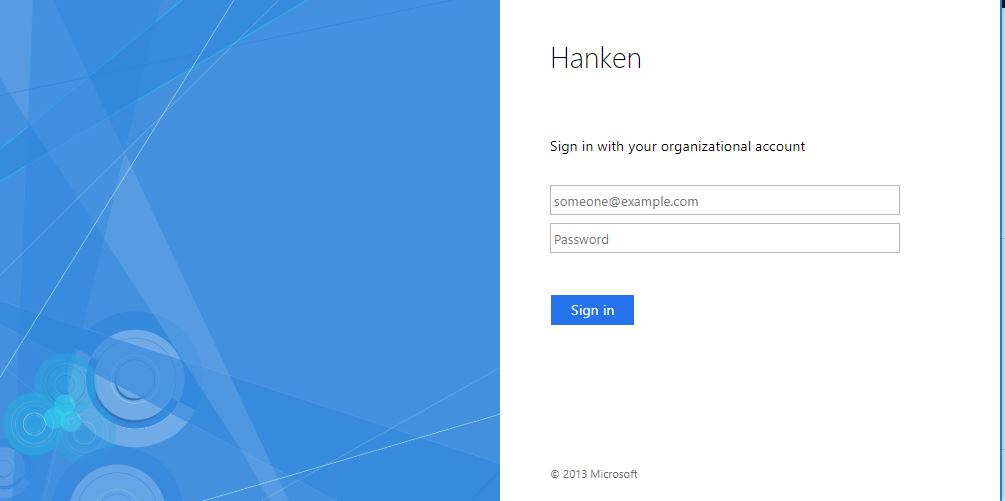 Hanken
Sign in with your organizational account
someone@example.com
Password
Sign in
© 2013 Microsoft